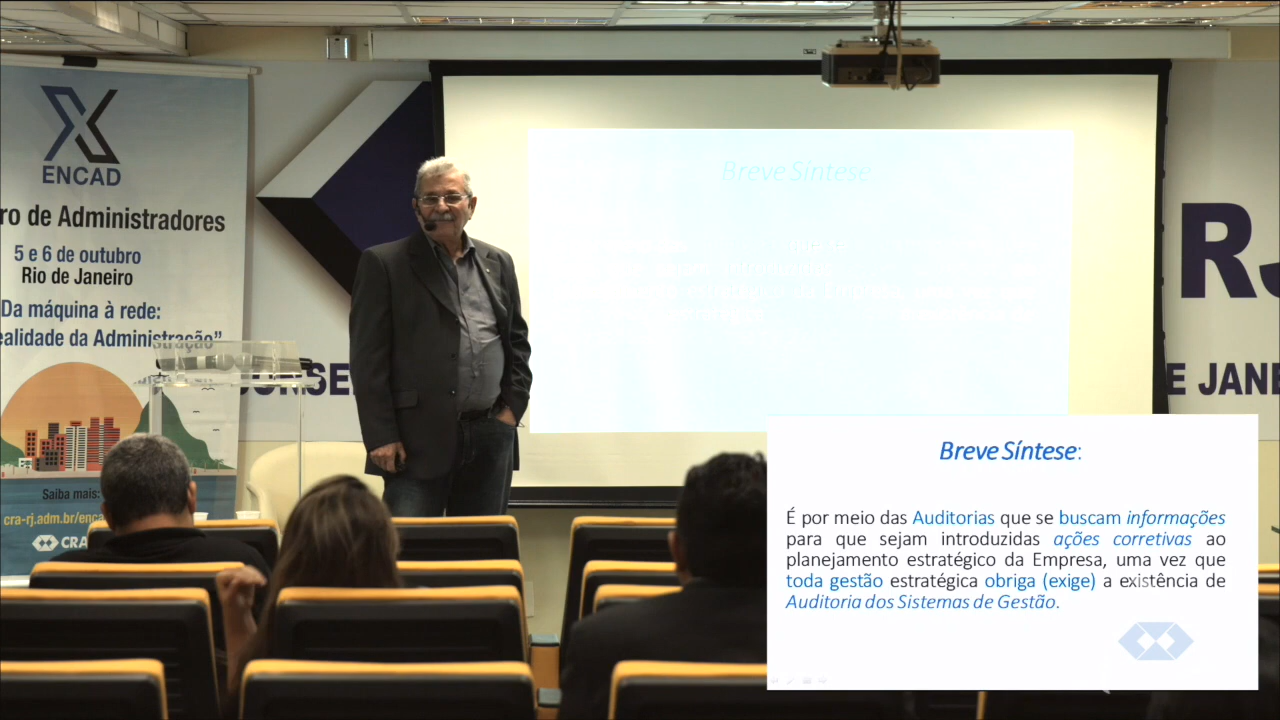 ENCAD
ro de Administradores
5 e 6 de outubro
Rio de Janeiro
Da máquina à rede:
ealidade da Administração”
Saiba mais:
cra-rj.adm.br/enca
CRA
Breve Síntese
RJ
CONSE
E JANE
Breve Síntese:
É por meio das Auditorias que se buscam informações
para que sejam introduzidas ações corretivas ao
planejamento estratégico da Empresa, uma vez que
toda gestão estratégica obriga (exige) a existência de
Auditoria dos Sistemas de Gestão.